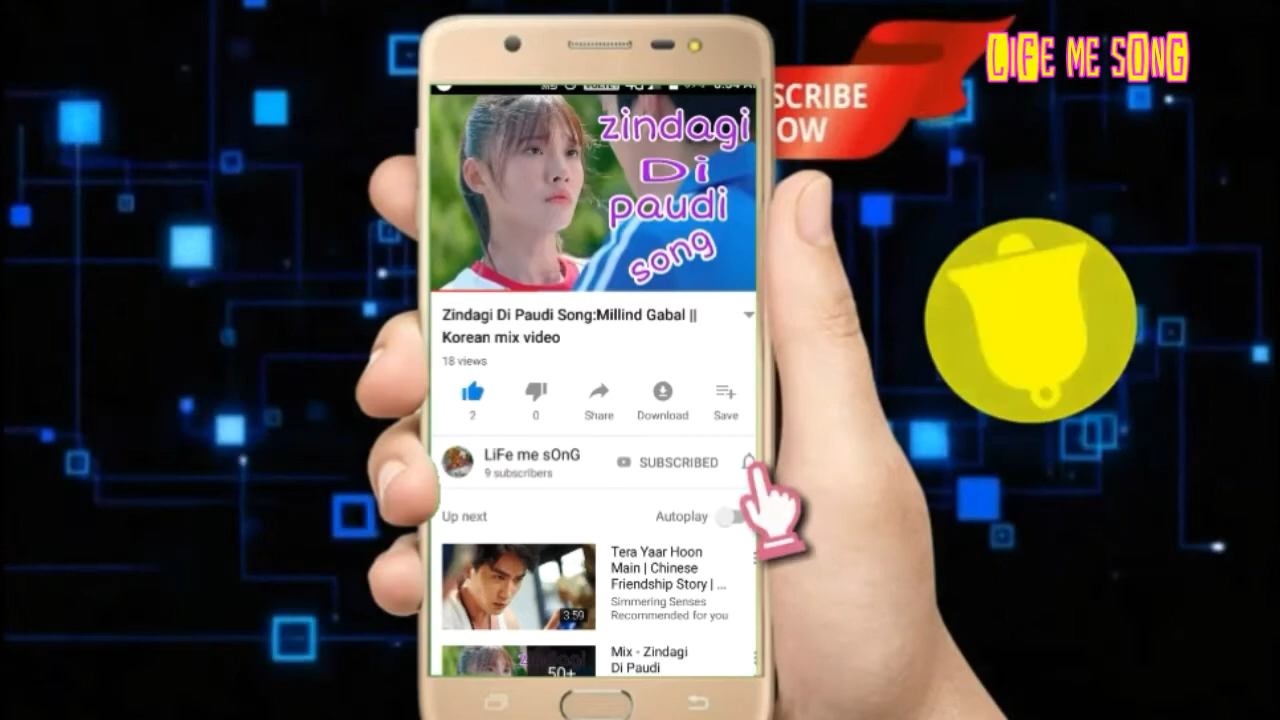 LIFE ME SONG
SCRIBE
OW
zindagi
Di
paudi
song
Zindagi Di Paudi Song:Millind Gabal ||
Korean mix video
18 views
2
0
Share
Download
Save
LiFe me sOnG
9 subscribers
SUBSCRIBED
Up next
Autoplay
Tera Yaar Hoon
Main | Chinese
Friendship Story | ...
Simmering Senses
Recommended for you
3:59
Mix - Zindagi
Di Paudi
50+